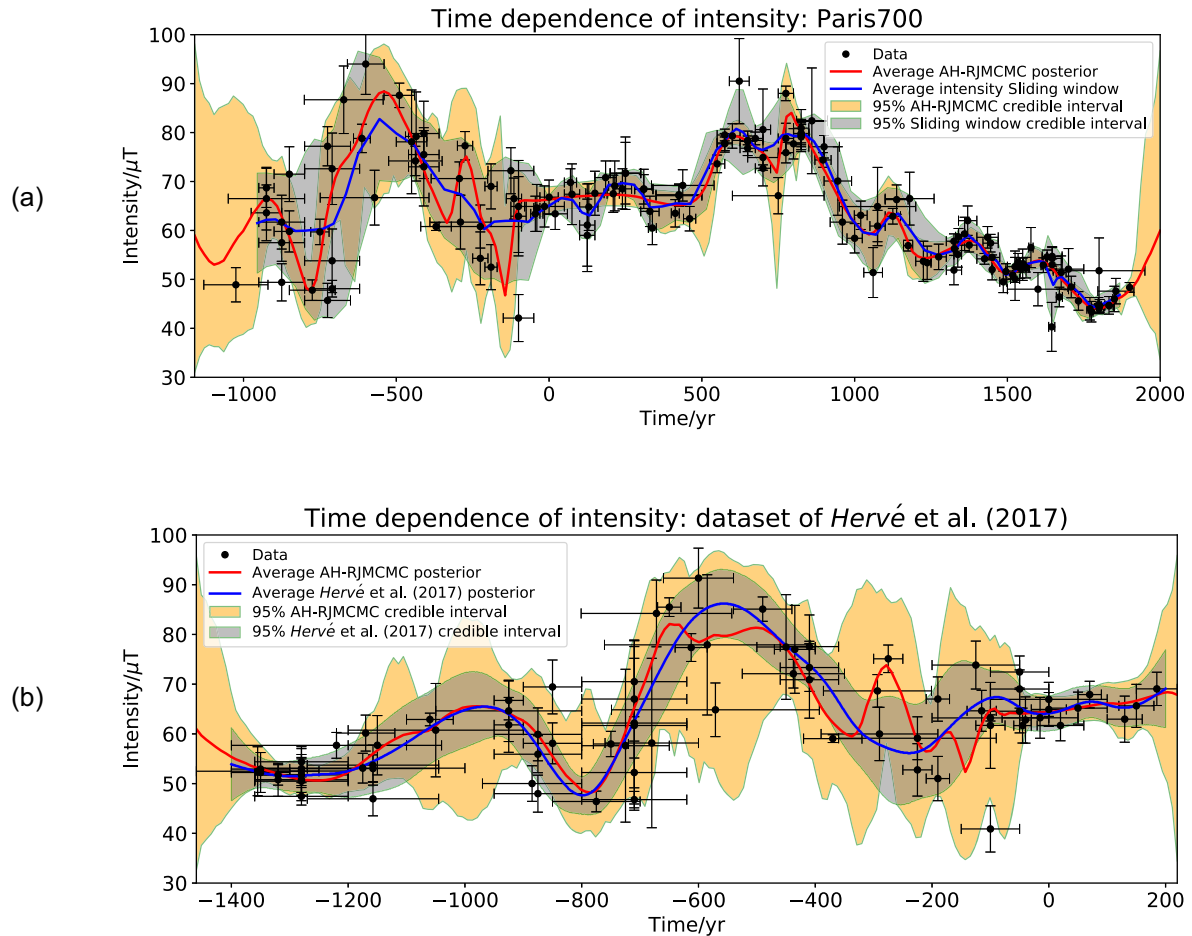 (a)
Time dependence of intensity: Paris700
Data
Average AH-RJMCMC posterior
Average intensity Sliding window
95% AH-RJMCMC credible interval
95% Sliding window credible interval
Intensity/μT
100
90
80
70
60
50
40
30
−1000 −500 0 500 1000 1500 2000
Time/yr
(b)
Time dependence of intensity: dataset of Hervé et al. (2017)
Data
Average AH-RJMCMC posterior
Average Hervé et al. (2017) posterior
95% AH-RJMCMC credible interval
95% Hervé et al. (2017) credible interval
Intensity/μT
100
90
80
70
60
50
40
30
−1400 −1200 −1000 −800 −600 −400 −200 0 200
Time/yr